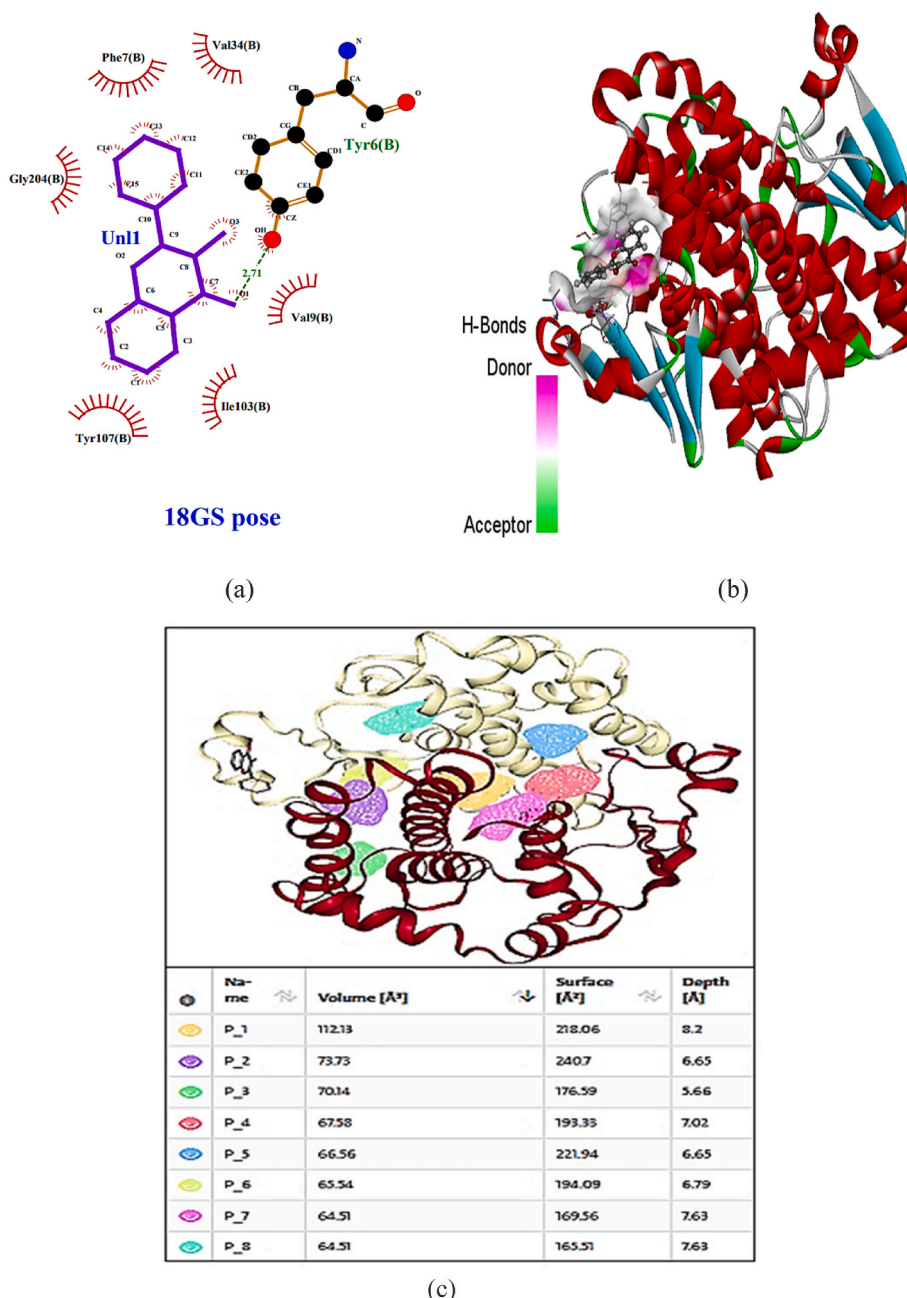 Phe7(B)
Val34(B)
N
CA
CB
C
O
CG
Tyr6(B)
CD2
CD1
CE2
CE1
CZ
OH
C13
C14
C12
Gly204(B)
C15
C11
C10
Unl1
C9
O3
O2
C8
2.71
C7
O1
C6
C4
C5
Val9(B)
C2
C3
C1
Ile103(B)
Tyr107(B)
18GS pose
(a)
H-Bonds
Donor
Acceptor
(b)
Na-
me
Volume [Å³]
Surface
[Å²]
Depth
[Å]
P_1 112.13 218.06 8.2
P_2 73.73 240.7 6.65
P_3 70.14 176.59 5.66
P_4 67.58 193.33 7.02
P_5 66.56 221.94 6.65
P_6 65.54 194.09 6.79
P_7 64.51 169.56 7.63
P_8 64.51 165.51 7.63
(c)